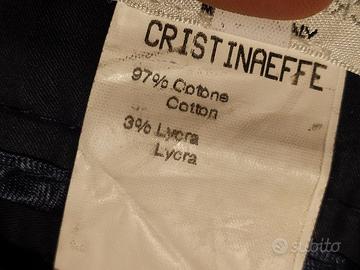 CRISTINAEFFE
97% Cotone
Cotton
3% Lycra
Lycra
subito